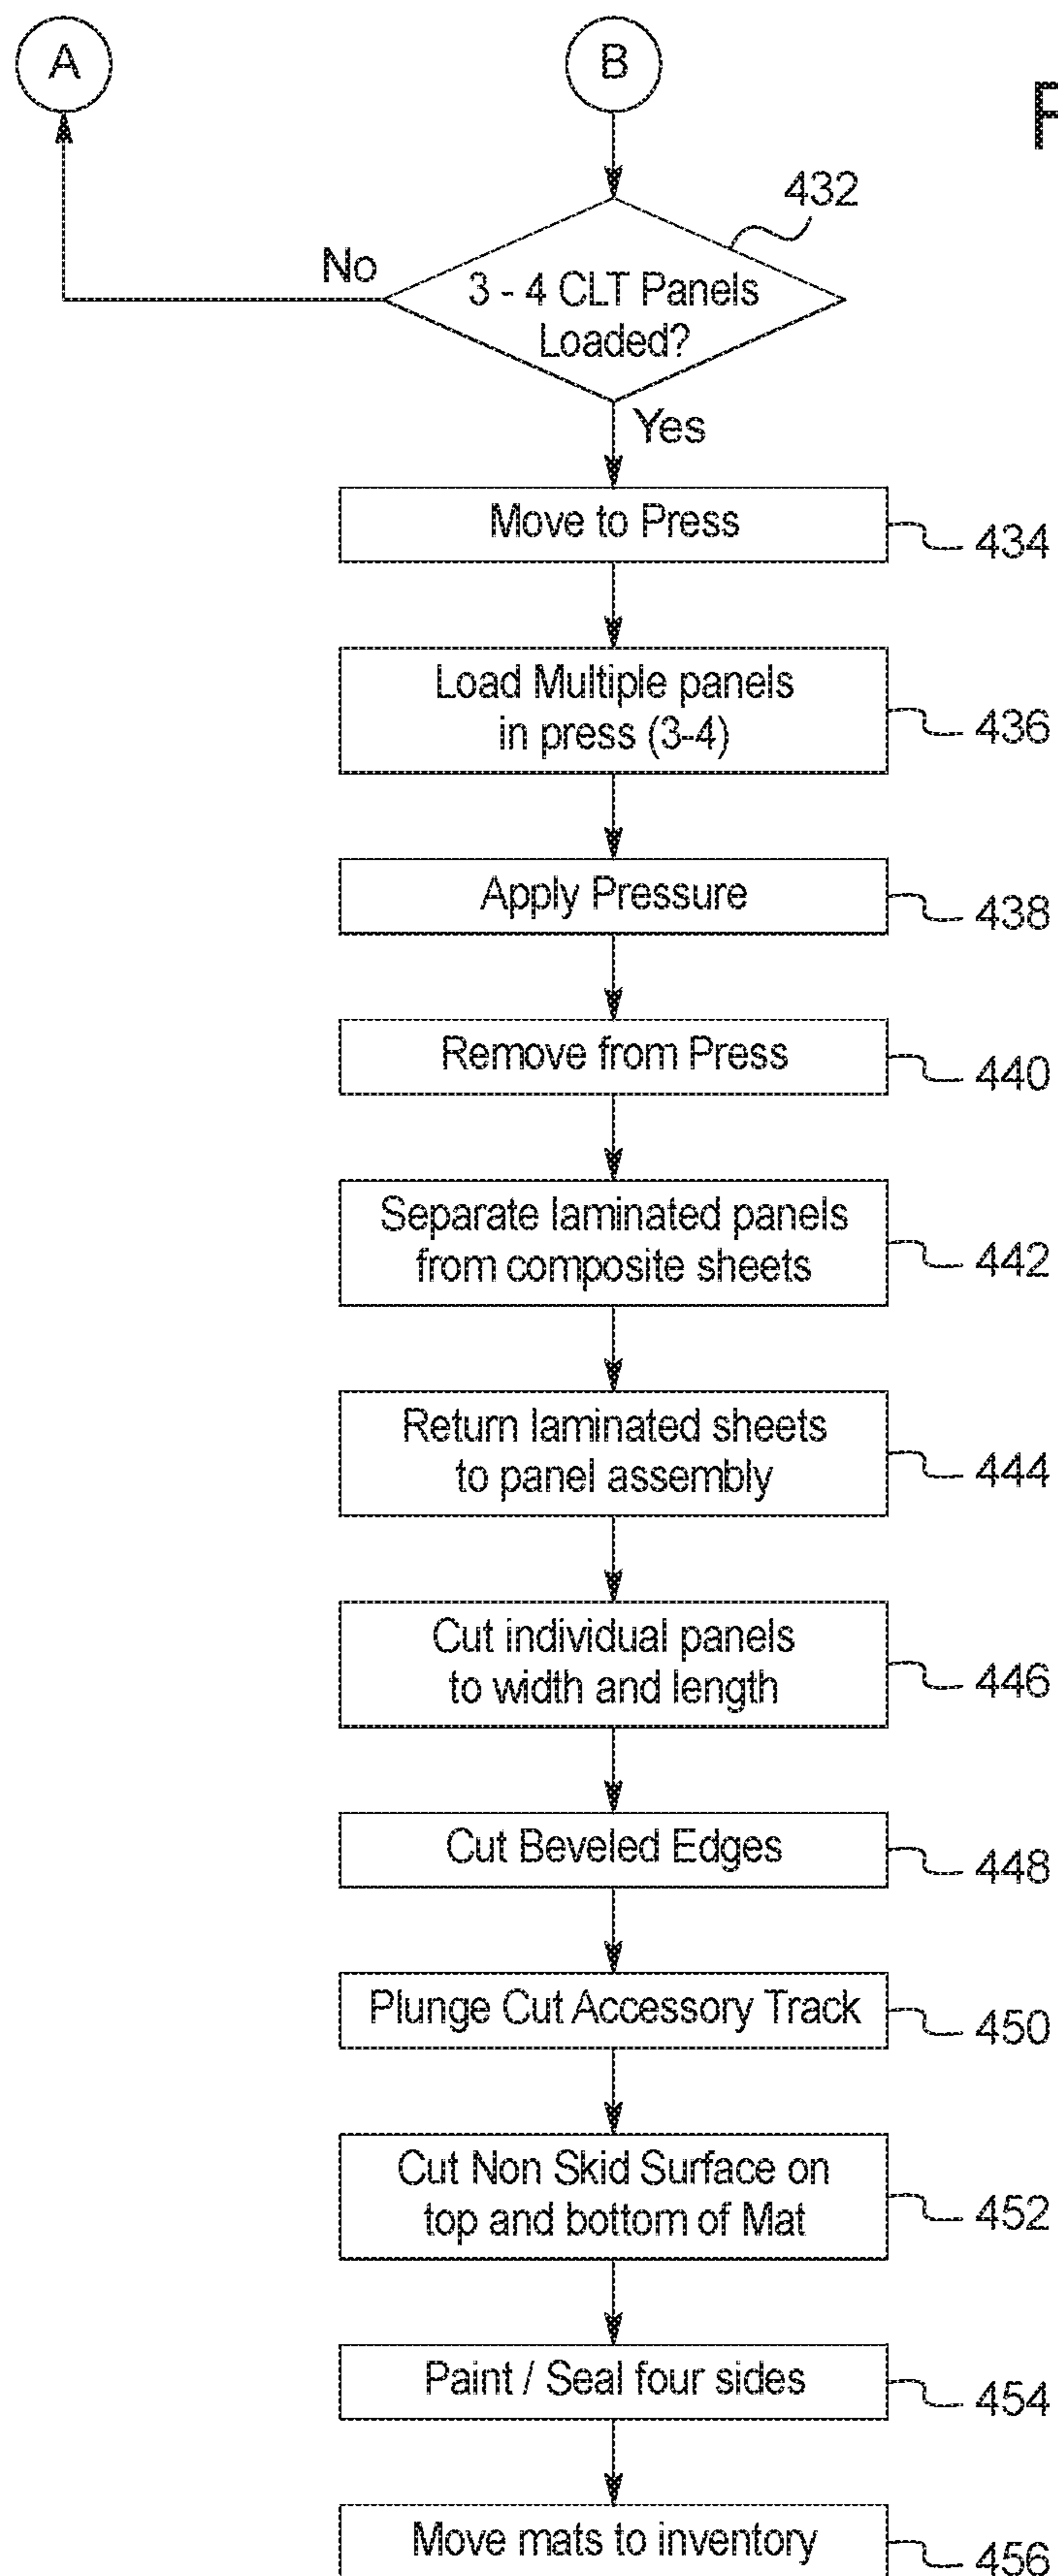 A
B
F
432
No
3 - 4 CLT Panels
Loaded?
Yes
Move to Press
434
Load Multiple panels
in press (3-4)
436
Apply Pressure
438
Remove from Press
440
Separate laminated panels
from composite sheets
442
Return laminated sheets
to panel assembly
444
Cut individual panels
to width and length
446
Cut Beveled Edges
448
Plunge Cut Accessory Track
450
Cut Non Skid Surface on
top and bottom of Mat
452
Paint / Seal four sides
454
Move mats to inventory
456